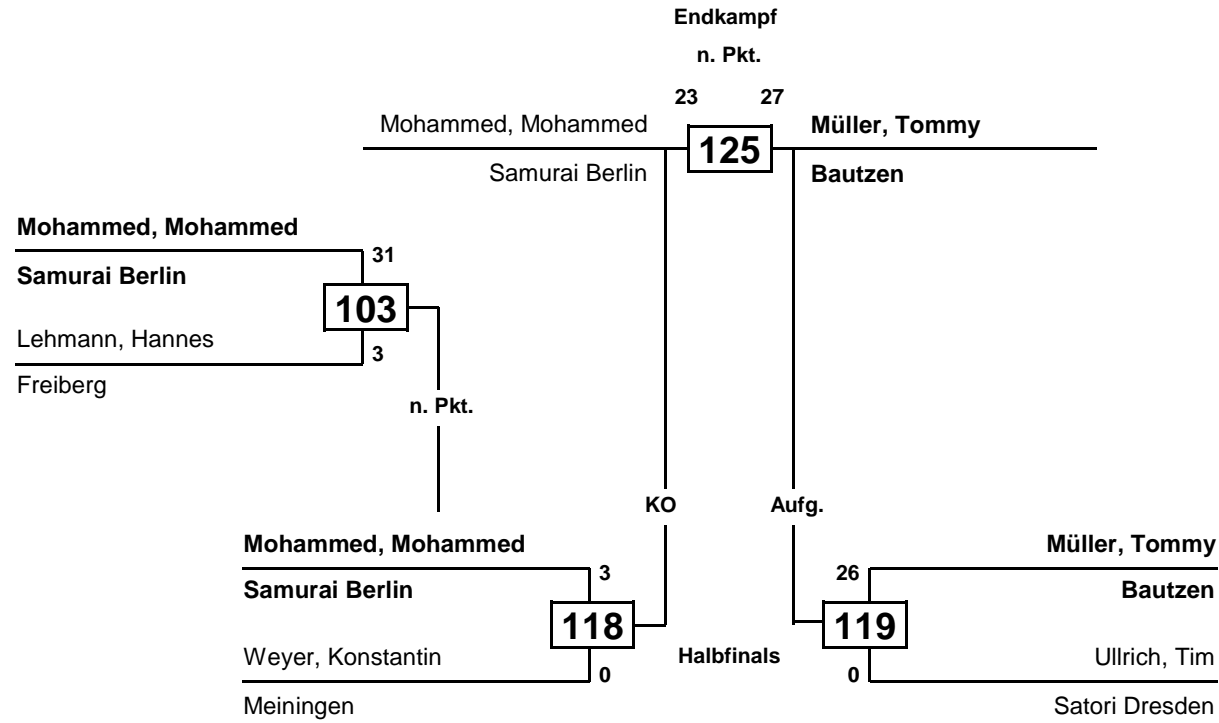 Endkampf
n. Pkt.
23 27
Mohammed, Mohammed 125 Müller, Tommy
Samurai Berlin Bautzen
Mohammed, Mohammed
31
Samurai Berlin
103
Lehmann, Hannes
3
Freiberg
n. Pkt.
KO Aufg.
Mohammed, Mohammed Müller, Tommy
3 26
Samurai Berlin Bautzen
118 119
Weyer, Konstantin Halbfinals Ullrich, Tim
0 0
Meiningen Satori Dresden